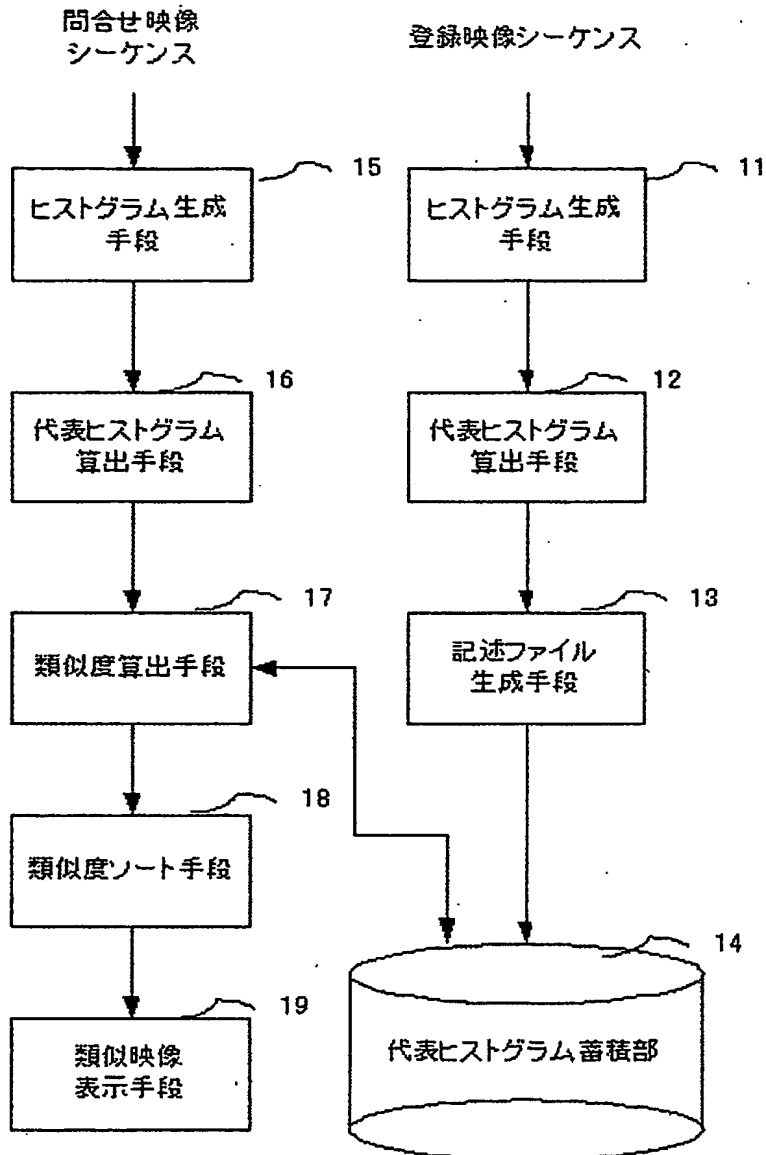 問合せ映像
シーケンス
登録映像シーケンス
15
11
ヒストグラム生成
手段
ヒストグラム生成
手段
16
12
代表ヒストグラム
算出手段
代表ヒストグラム
算出手段
17
13
類似度算出手段
記述ファイル
生成手段
18
類似度ソート手段
14
19
代表ヒストグラム蓄積部
類似映像
表示手段